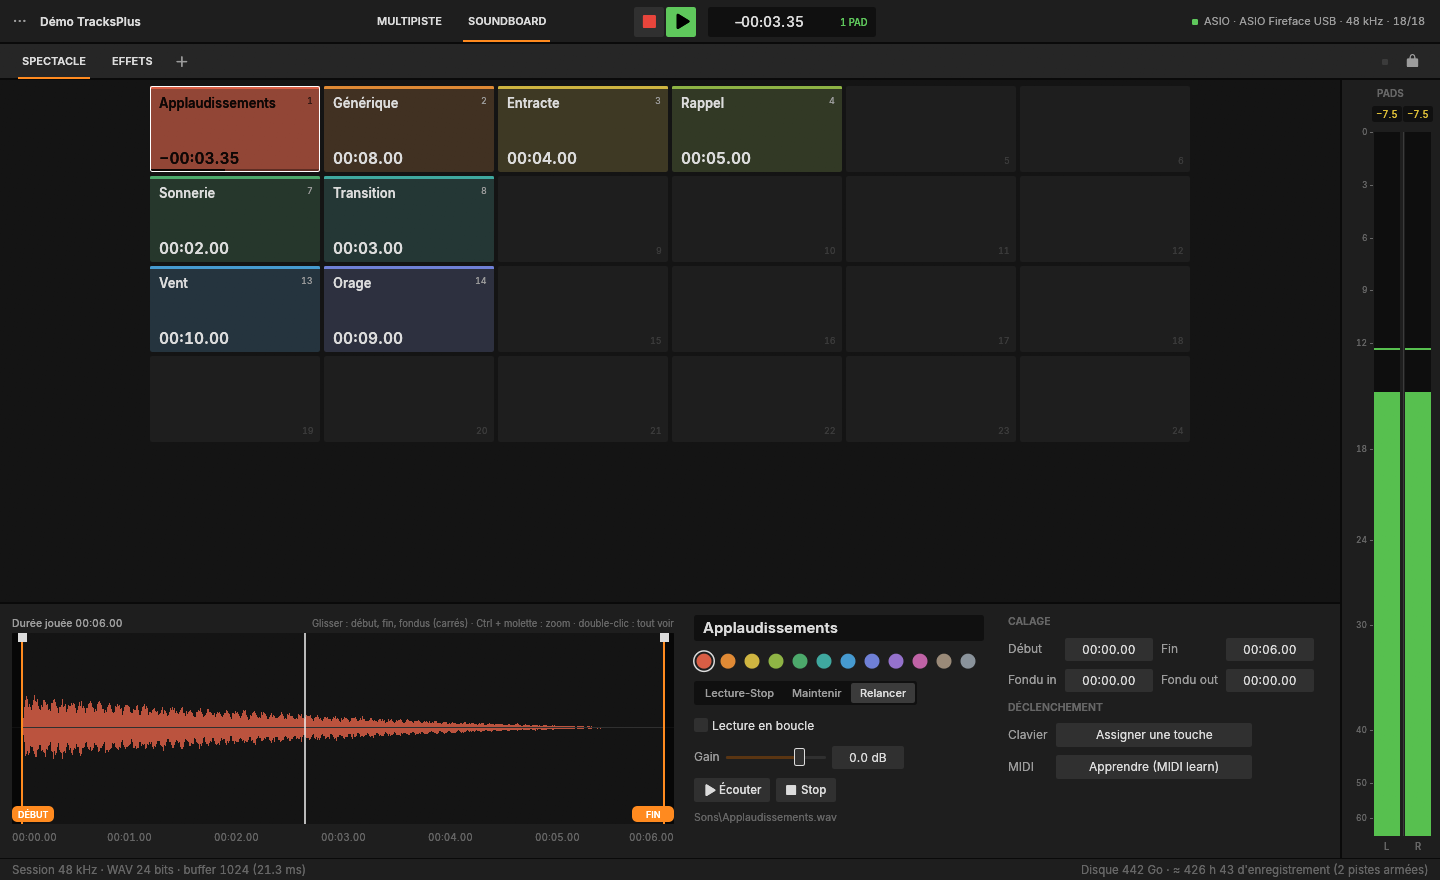 ··· Démo TracksPlus MULTIPISTE SOUNDBOARD −00:03.35 1 PAD ASIO · ASIO Fireface USB · 48 kHz · 18/18
SPECTACLE EFFETS +
PADS
−7.5 −7.5
Applaudissements 1 Générique 2 Entracte 3 Rappel 4
−00:03.35 00:08.00 00:04.00 00:05.00 5 6
Sonnerie 7 Transition 8
00:02.00 00:03.00 9 10 11 12
Vent 13 Orage 14
00:10.00 00:09.00 15 16 17 18
19 20 21 22 23 24
0
3
6
9
12
18
24
30
40
50
60
L R
Durée jouée 00:06.00 Glisser : début, fin, fondus (carrés) · Ctrl + molette : zoom · double-clic : tout voir
DÉBUT FIN
00:00.00 00:01.00 00:02.00 00:03.00 00:04.00 00:05.00 00:06.00
Applaudissements
Lecture-Stop Maintenir Relancer
Lecture en boucle
Gain 0.0 dB
Écouter Stop
Sons\Applaudissements.wav
CALAGE
Début 00:00.00 Fin 00:06.00
Fondu in 00:00.00 Fondu out 00:00.00
DÉCLENCHEMENT
Clavier Assigner une touche
MIDI Apprendre (MIDI learn)
Session 48 kHz · WAV 24 bits · buffer 1024 (21.3 ms) Disque 442 Go · ≈ 426 h 43 d'enregistrement (2 pistes armées)